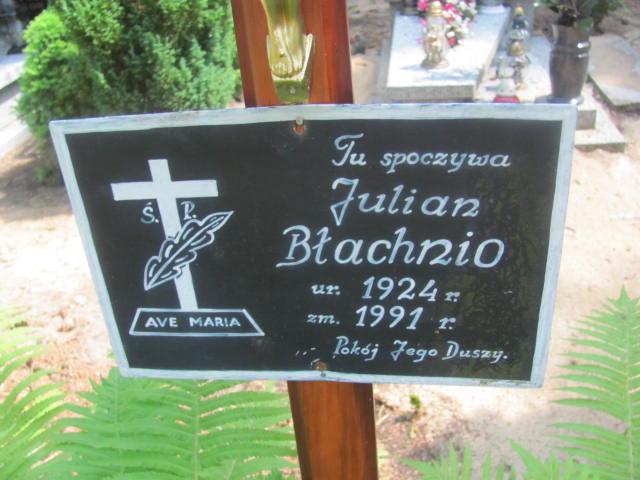 Ś. P.
AVE MARIA
Tu spoczywa
Julian
Błachnio
ur. 1924 r.
zm. 1991 r.
Pokój Jego Duszy.